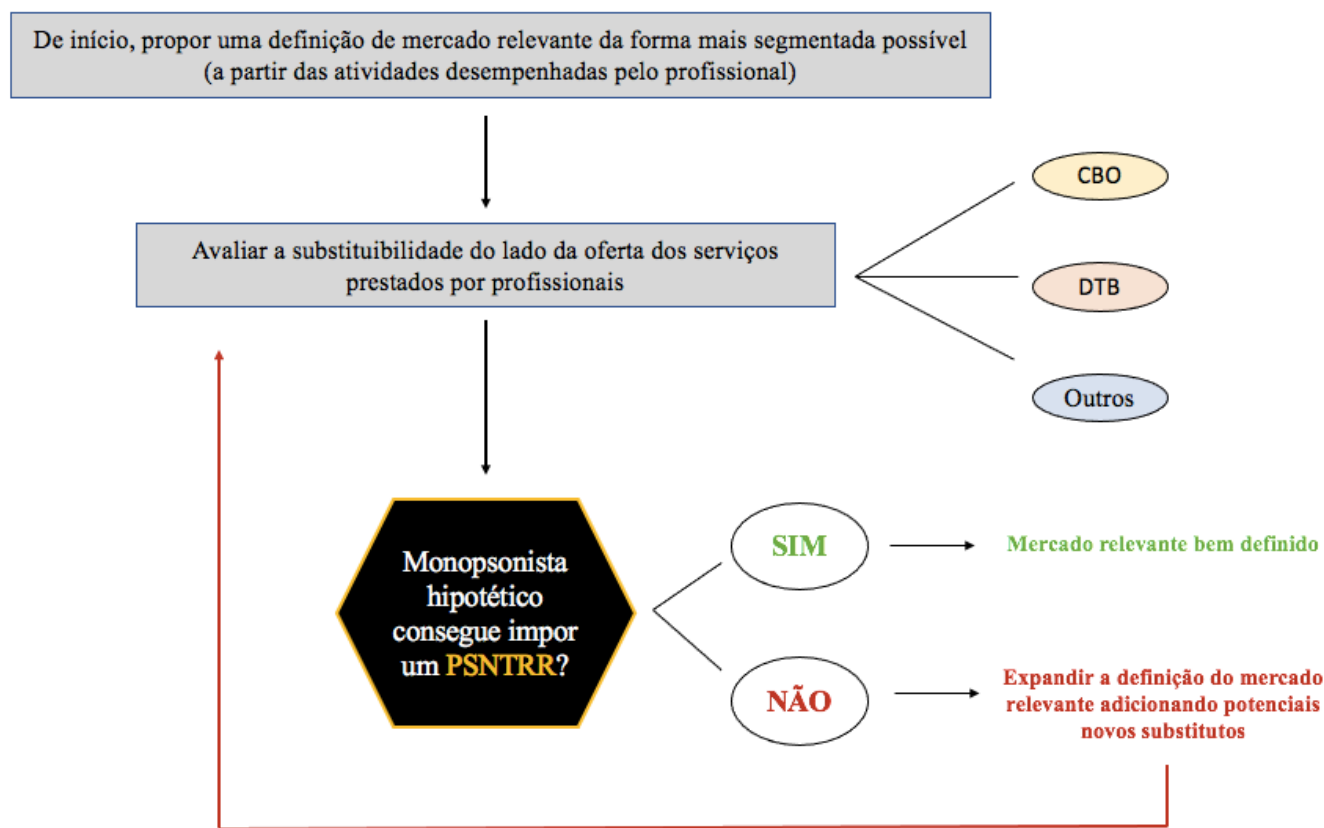 De início, propor uma definição de mercado relevante da forma mais segmentada possível
(a partir das atividades desempenhadas pelo profissional)
CBO
Avaliar a substituibilidade do lado da oferta dos serviços
prestados por profissionais
DTB
Outros
Monopsonista
hipotético
consegue impor
um PSNTRR?
SIM
Mercado relevante bem definido
NÃO
Expandir a definição do mercado
relevante adicionando potenciais
novos substitutos